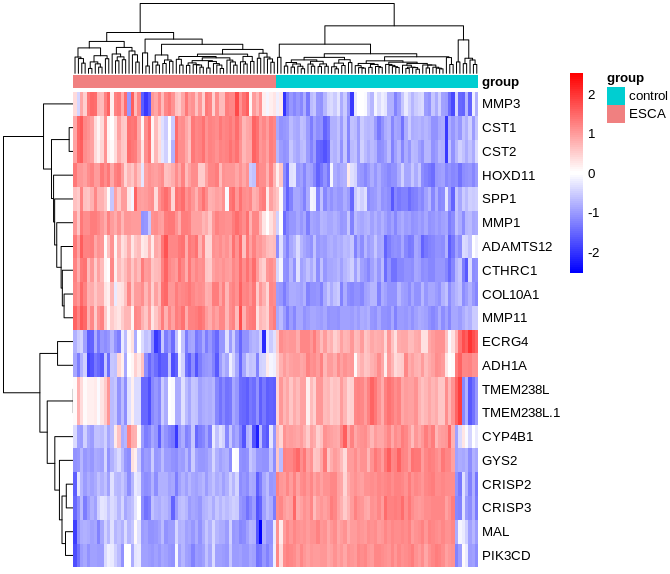 group
MMP3
CST1
CST2
HOXD11
SPP1
MMP1
ADAMTS12
CTHRC1
COL10A1
MMP11
ECRG4
ADH1A
TMEM238L
TMEM238L.1
CYP4B1
GYS2
CRISP2
CRISP3
MAL
PIK3CD
2
1
0
-1
-2
group
control
ESCA